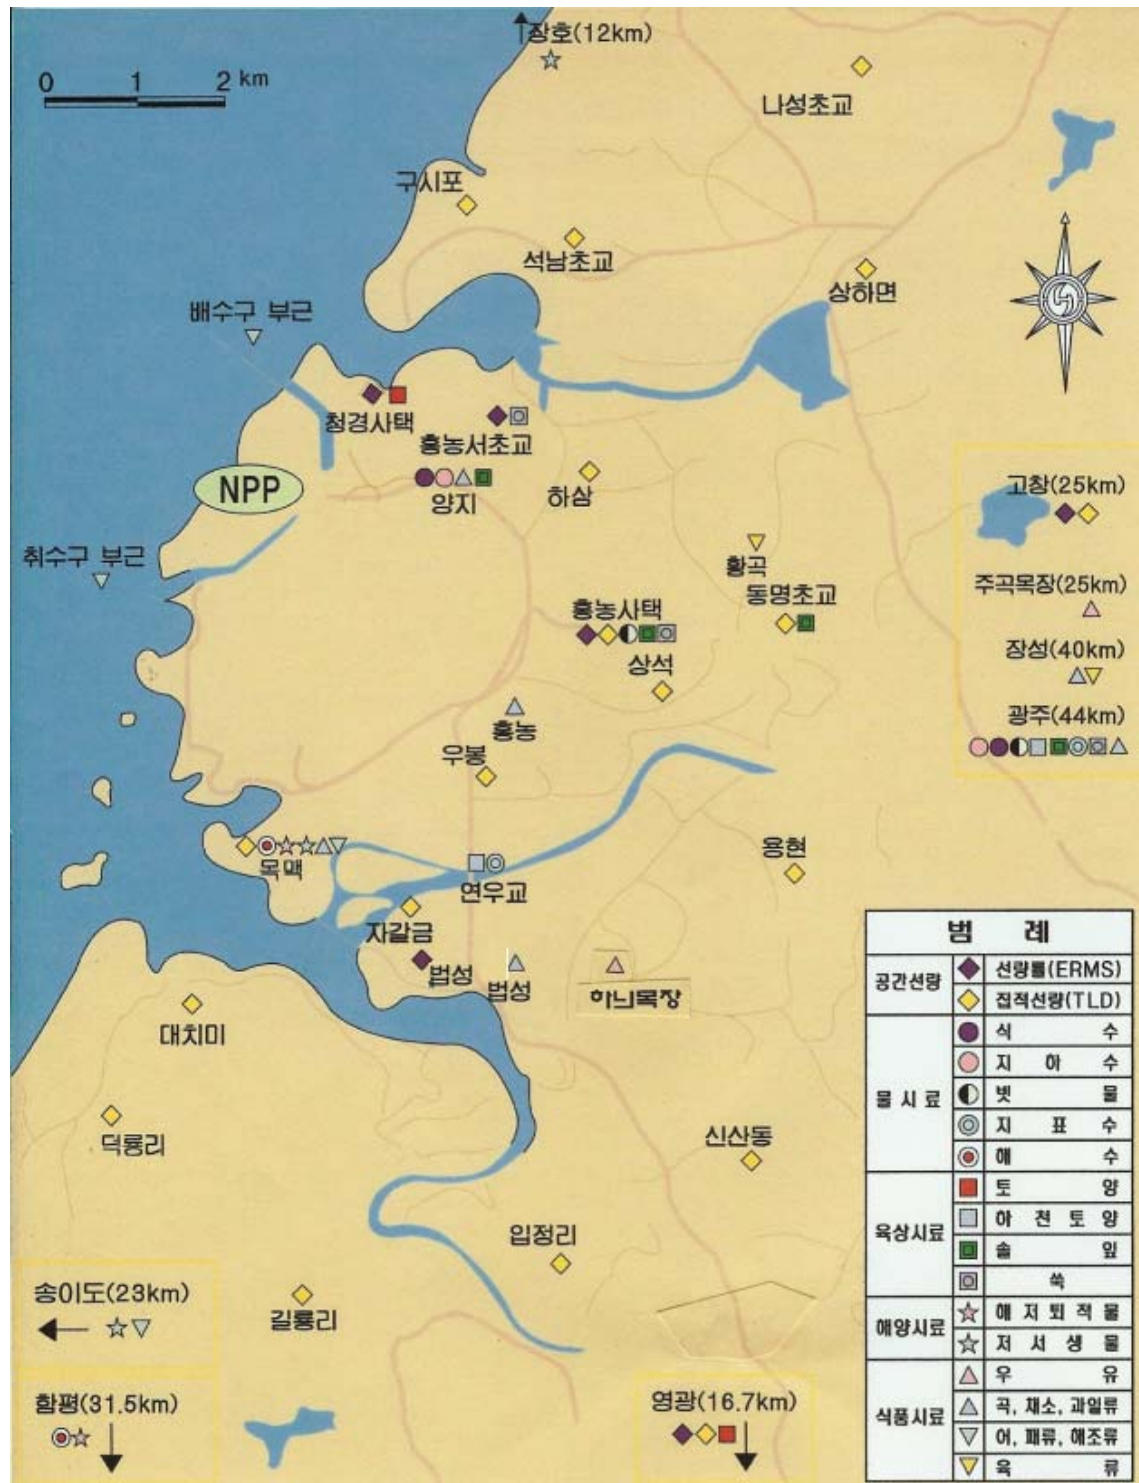 장호(12km)
0 1 2 km
나성초교
구시포
석남초교
상하면
배수구 부근
청경사택
홍농서초교
고창(25km)
NPP
양지
하삼
취수구 부근
황곡
주곡목장(25km)
동명초교
홍농사택
장성(40km)
상석
광주(44km)
홍농
우봉
목맥
용현
연우교
자갈금
법성
법성
하늬목장
대치미
덕룡리
신산동
입정리
송이도(23km)
길룡리
함평(31.5km)
영광(16.7km)
범 례
공간선량
선량률(ERMS)
집적선량(TLD)
물 시 료
식 수
지 하 수
빗 물
지 표 수
해 수
육상시료
토 양
하 천 토 양
솔 잎
쑥
해양시료
해 저 퇴 적 물
저 서 생 물
식품시료
우 유
곡, 채소, 과일류
어, 패류, 해조류
육 류